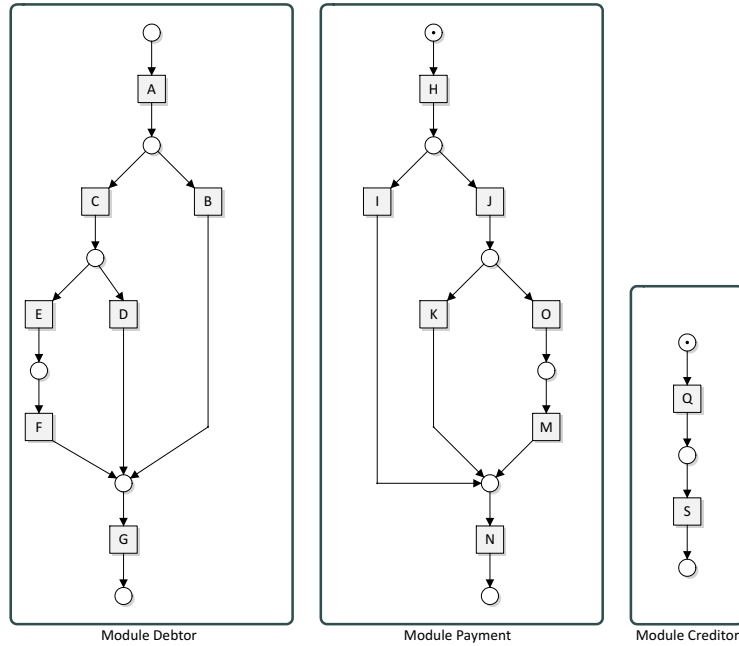 A
C
B
E
D
F
G
Module Debtor
H
I
J
K
O
M
N
Module Payment
Q
S
Module Creditor